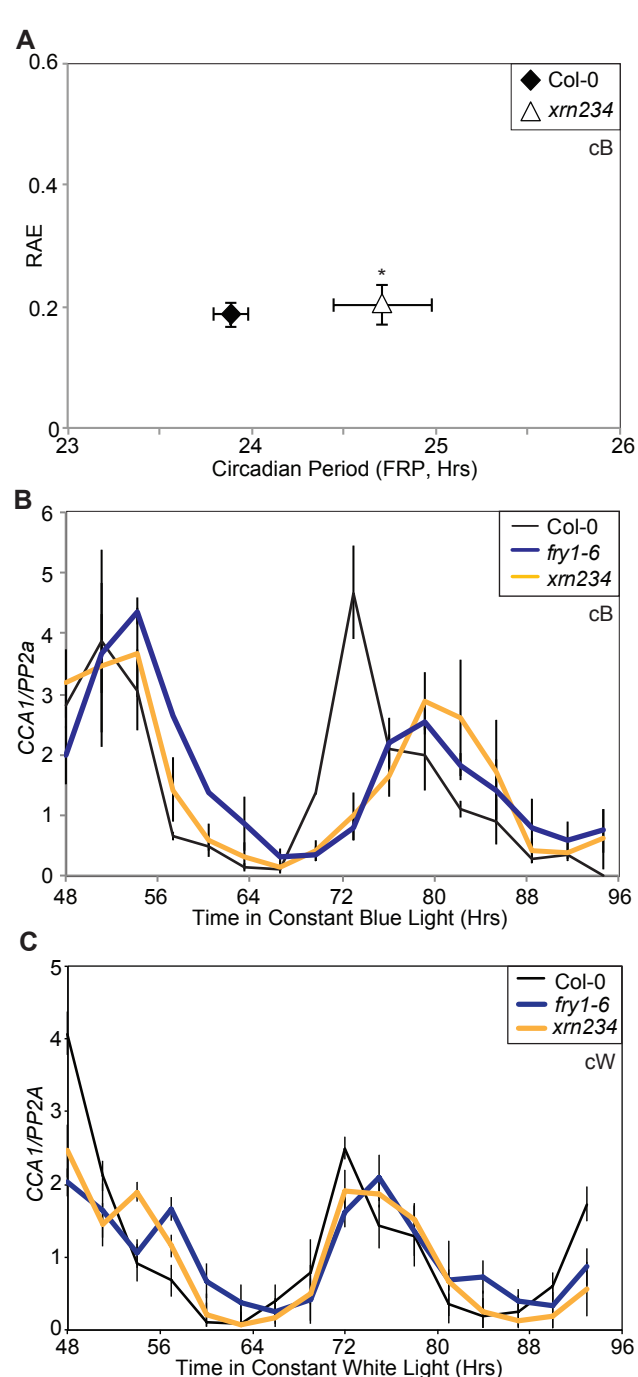 A
0.6
0.4
0.2
0
RAE
Col-0
xrn234
cB
*
23
24
25
26
Circadian Period (FRP, Hrs)
B
6
5
4
3
2
1
0
CCA1/PP2a
Col-0
fry1-6
xrn234
cB
48
56
64
72
80
88
96
Time in Constant Blue Light (Hrs)
C
5
4
3
2
1
0
CCA1/PP2A
Col-0
fry1-6
xrn234
cW
48
56
64
72
80
88
96
Time in Constant White Light (Hrs)